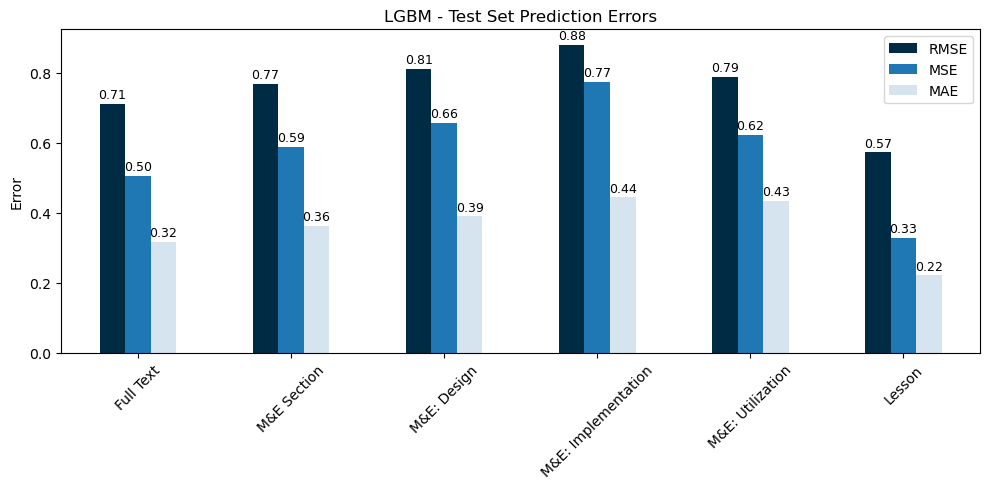 LGBM - Test Set Prediction Errors
RMSE
MSE
MAE
Error
0.8
0.6
0.4
0.2
0.0
0.71
0.50
0.32
0.77
0.59
0.36
0.81
0.66
0.39
0.88
0.77
0.44
0.79
0.62
0.43
0.57
0.33
0.22
Full Text
M&E Section
M&E: Design
M&E: Implementation
M&E: Utilization
Lesson